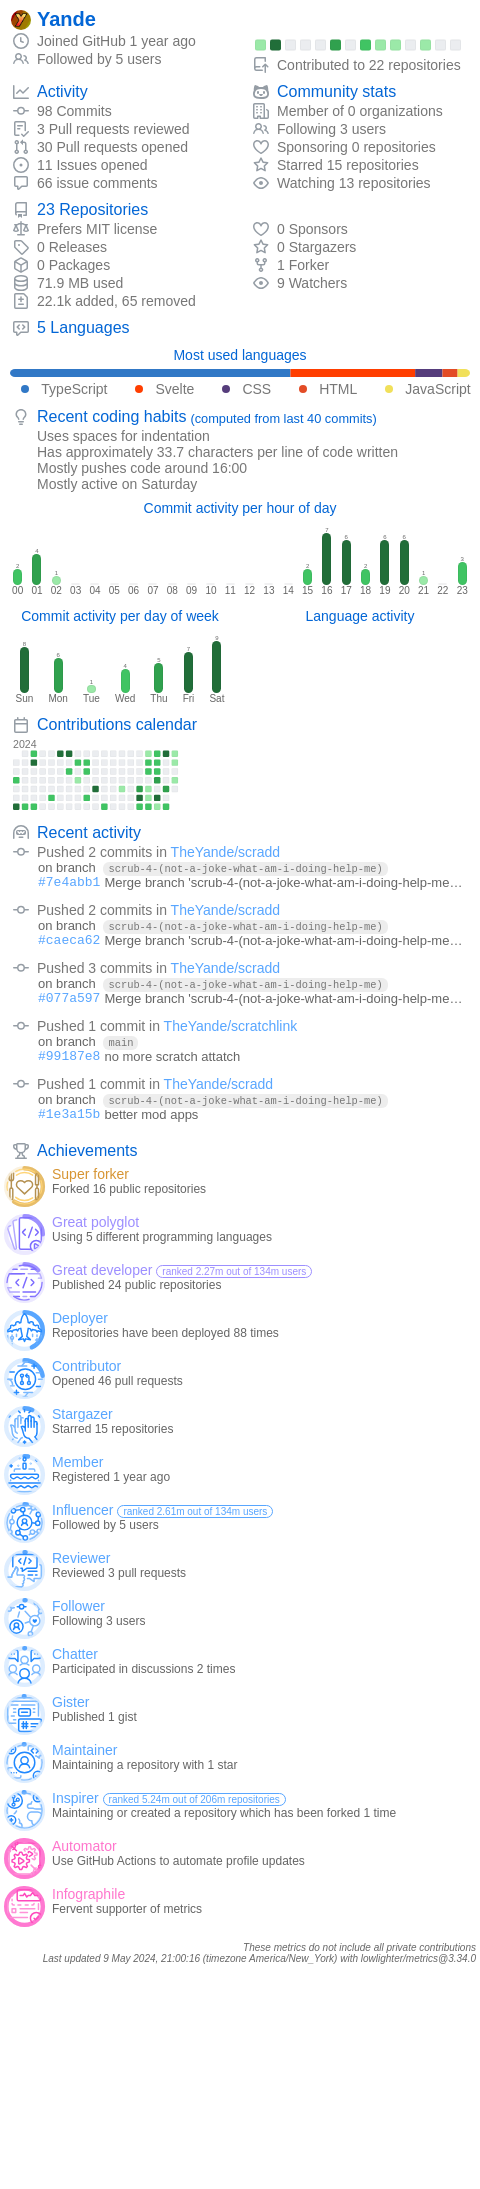 Yande
Joined GitHub 1 year ago
Followed by 5 users
Contributed to 22 repositories
Activity
98 Commits
3 Pull requests reviewed
30 Pull requests opened
11 Issues opened
66 issue comments
Community stats
Member of 0 organizations
Following 3 users
Sponsoring 0 repositories
Starred 15 repositories
Watching 13 repositories
23 Repositories
Prefers MIT license
0 Releases
0 Packages
71.9 MB used
22.1k added, 65 removed
0 Sponsors
0 Stargazers
1 Forker
9 Watchers
5 Languages
Most used languages
TypeScript Svelte CSS HTML JavaScript
Recent coding habits (computed from last 40 commits)
Uses spaces for indentation
Has approximately 33.7 characters per line of code written
Mostly pushes code around 16:00
Mostly active on Saturday
Commit activity per hour of day
2 4 1 2 7 6 2 6 6 1 3
00 01 02 03 04 05 06 07 08 09 10 11 12 13 14 15 16 17 18 19 20 21 22 23
Commit activity per day of week
8 6 1 4 5 7 9
Sun Mon Tue Wed Thu Fri Sat
Language activity
Contributions calendar
2024
Recent activity
Pushed 2 commits in TheYande/scradd
on branch scrub-4-(not-a-joke-what-am-i-doing-help-me)
#7e4abb1 Merge branch 'scrub-4-(not-a-joke-what-am-i-doing-help-me…
Pushed 2 commits in TheYande/scradd
on branch scrub-4-(not-a-joke-what-am-i-doing-help-me)
#caeca62 Merge branch 'scrub-4-(not-a-joke-what-am-i-doing-help-me…
Pushed 3 commits in TheYande/scradd
on branch scrub-4-(not-a-joke-what-am-i-doing-help-me)
#077a597 Merge branch 'scrub-4-(not-a-joke-what-am-i-doing-help-me…
Pushed 1 commit in TheYande/scratchlink
on branch main
#99187e8 no more scratch attatch
Pushed 1 commit in TheYande/scradd
on branch scrub-4-(not-a-joke-what-am-i-doing-help-me)
#1e3a15b better mod apps
Achievements
Super forker
Forked 16 public repositories
Great polyglot
Using 5 different programming languages
Great developer ranked 2.27m out of 134m users
Published 24 public repositories
Deployer
Repositories have been deployed 88 times
Contributor
Opened 46 pull requests
Stargazer
Starred 15 repositories
Member
Registered 1 year ago
Influencer ranked 2.61m out of 134m users
Followed by 5 users
Reviewer
Reviewed 3 pull requests
Follower
Following 3 users
Chatter
Participated in discussions 2 times
Gister
Published 1 gist
Maintainer
Maintaining a repository with 1 star
Inspirer ranked 5.24m out of 206m repositories
Maintaining or created a repository which has been forked 1 time
Automator
Use GitHub Actions to automate profile updates
Infographile
Fervent supporter of metrics
These metrics do not include all private contributions
Last updated 9 May 2024, 21:00:16 (timezone America/New_York) with lowlighter/metrics@3.34.0